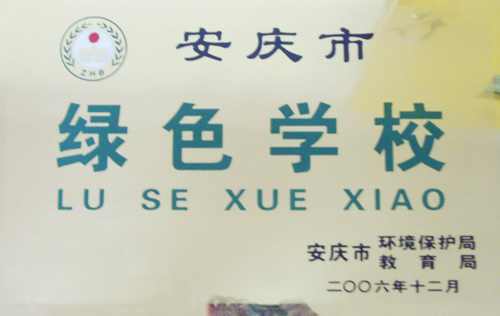 ZHB
安庆市
绿色学校
LU SE XUE XIAO
安庆市 环境保护局
教育局
二〇〇六年十二月